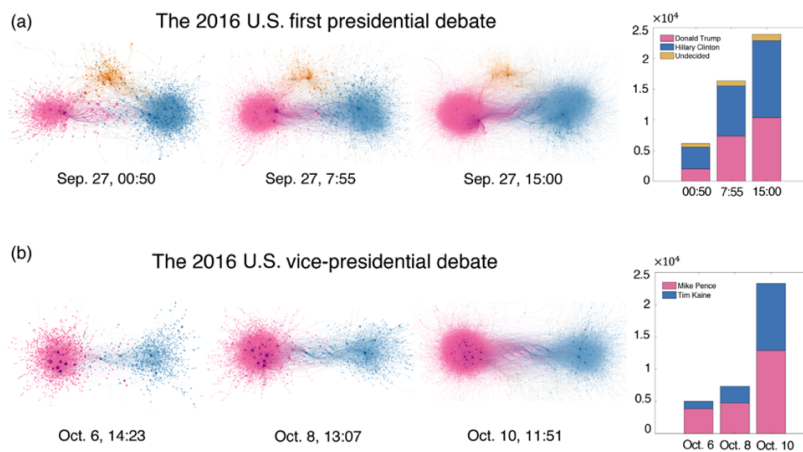 (a)
The 2016 U.S. first presidential debate
Sep. 27, 00:50
Sep. 27, 7:55
Sep. 27, 15:00
×10⁴
2.5
2
1.5
1
0.5
0
Donald Trump
Hillary Clinton
Undecided
00:50 7:55 15:00
(b)
The 2016 U.S. vice-presidential debate
Oct. 6, 14:23
Oct. 8, 13:07
Oct. 10, 11:51
×10⁴
2.5
2
1.5
1
0.5
0
Mike Pence
Tim Kaine
Oct. 6 Oct. 8 Oct. 10